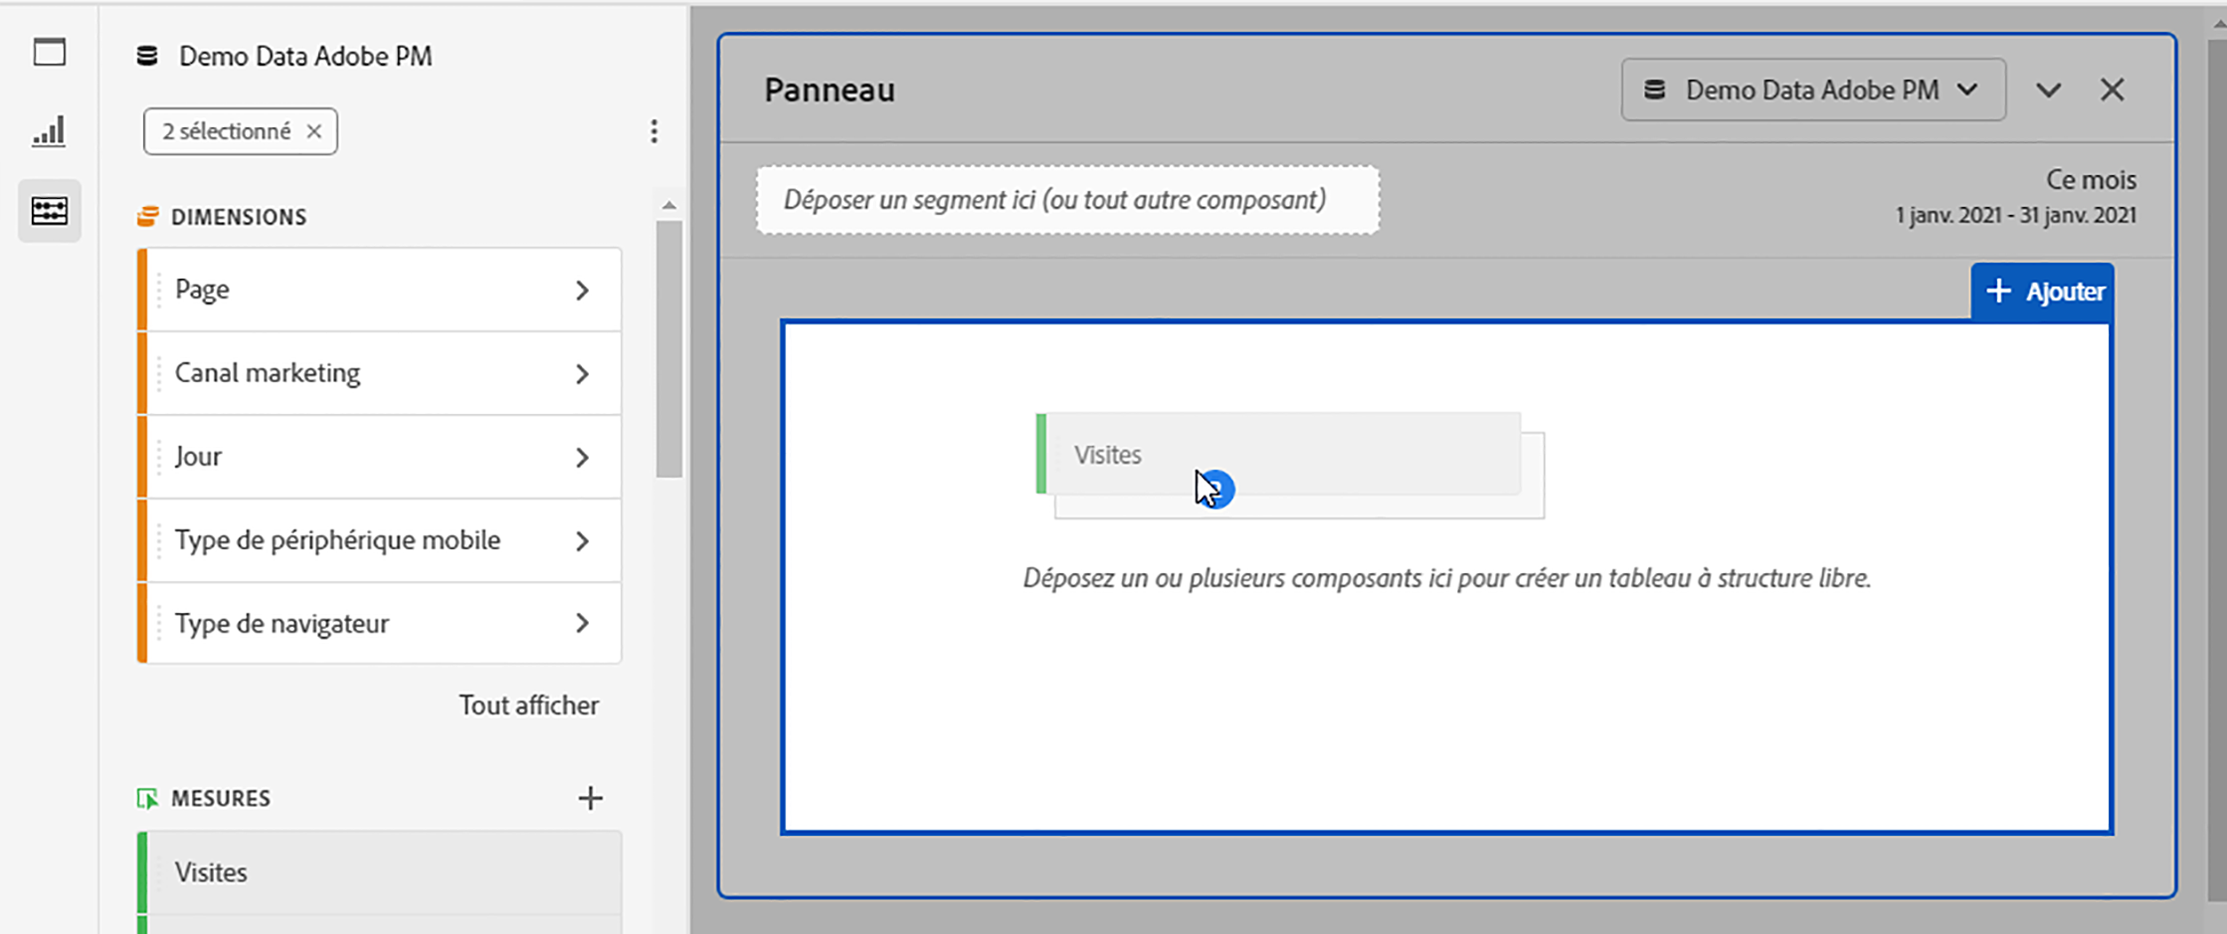 Demo Data Adobe PM
2 sélectionné
DIMENSIONS
Page
Canal marketing
Jour
Type de périphérique mobile
Type de navigateur
Tout afficher
MESURES
Visites
Panneau
Demo Data Adobe PM
Déposer un segment ici (ou tout autre composant)
Ce mois
1 janv. 2021 - 31 janv. 2021
Ajouter
Visites
Déposez un ou plusieurs composants ici pour créer un tableau à structure libre.